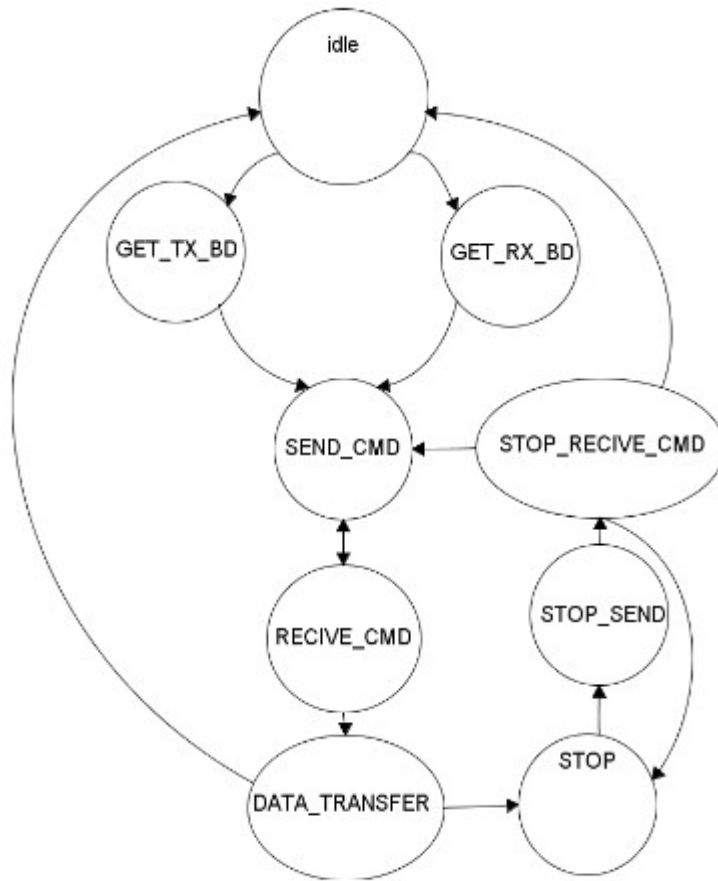 idle
GET_TX_BD
GET_RX_BD
SEND_CMD
STOP_RECIVE_CMD
STOP_SEND
RECIVE_CMD
STOP
DATA_TRANSFER